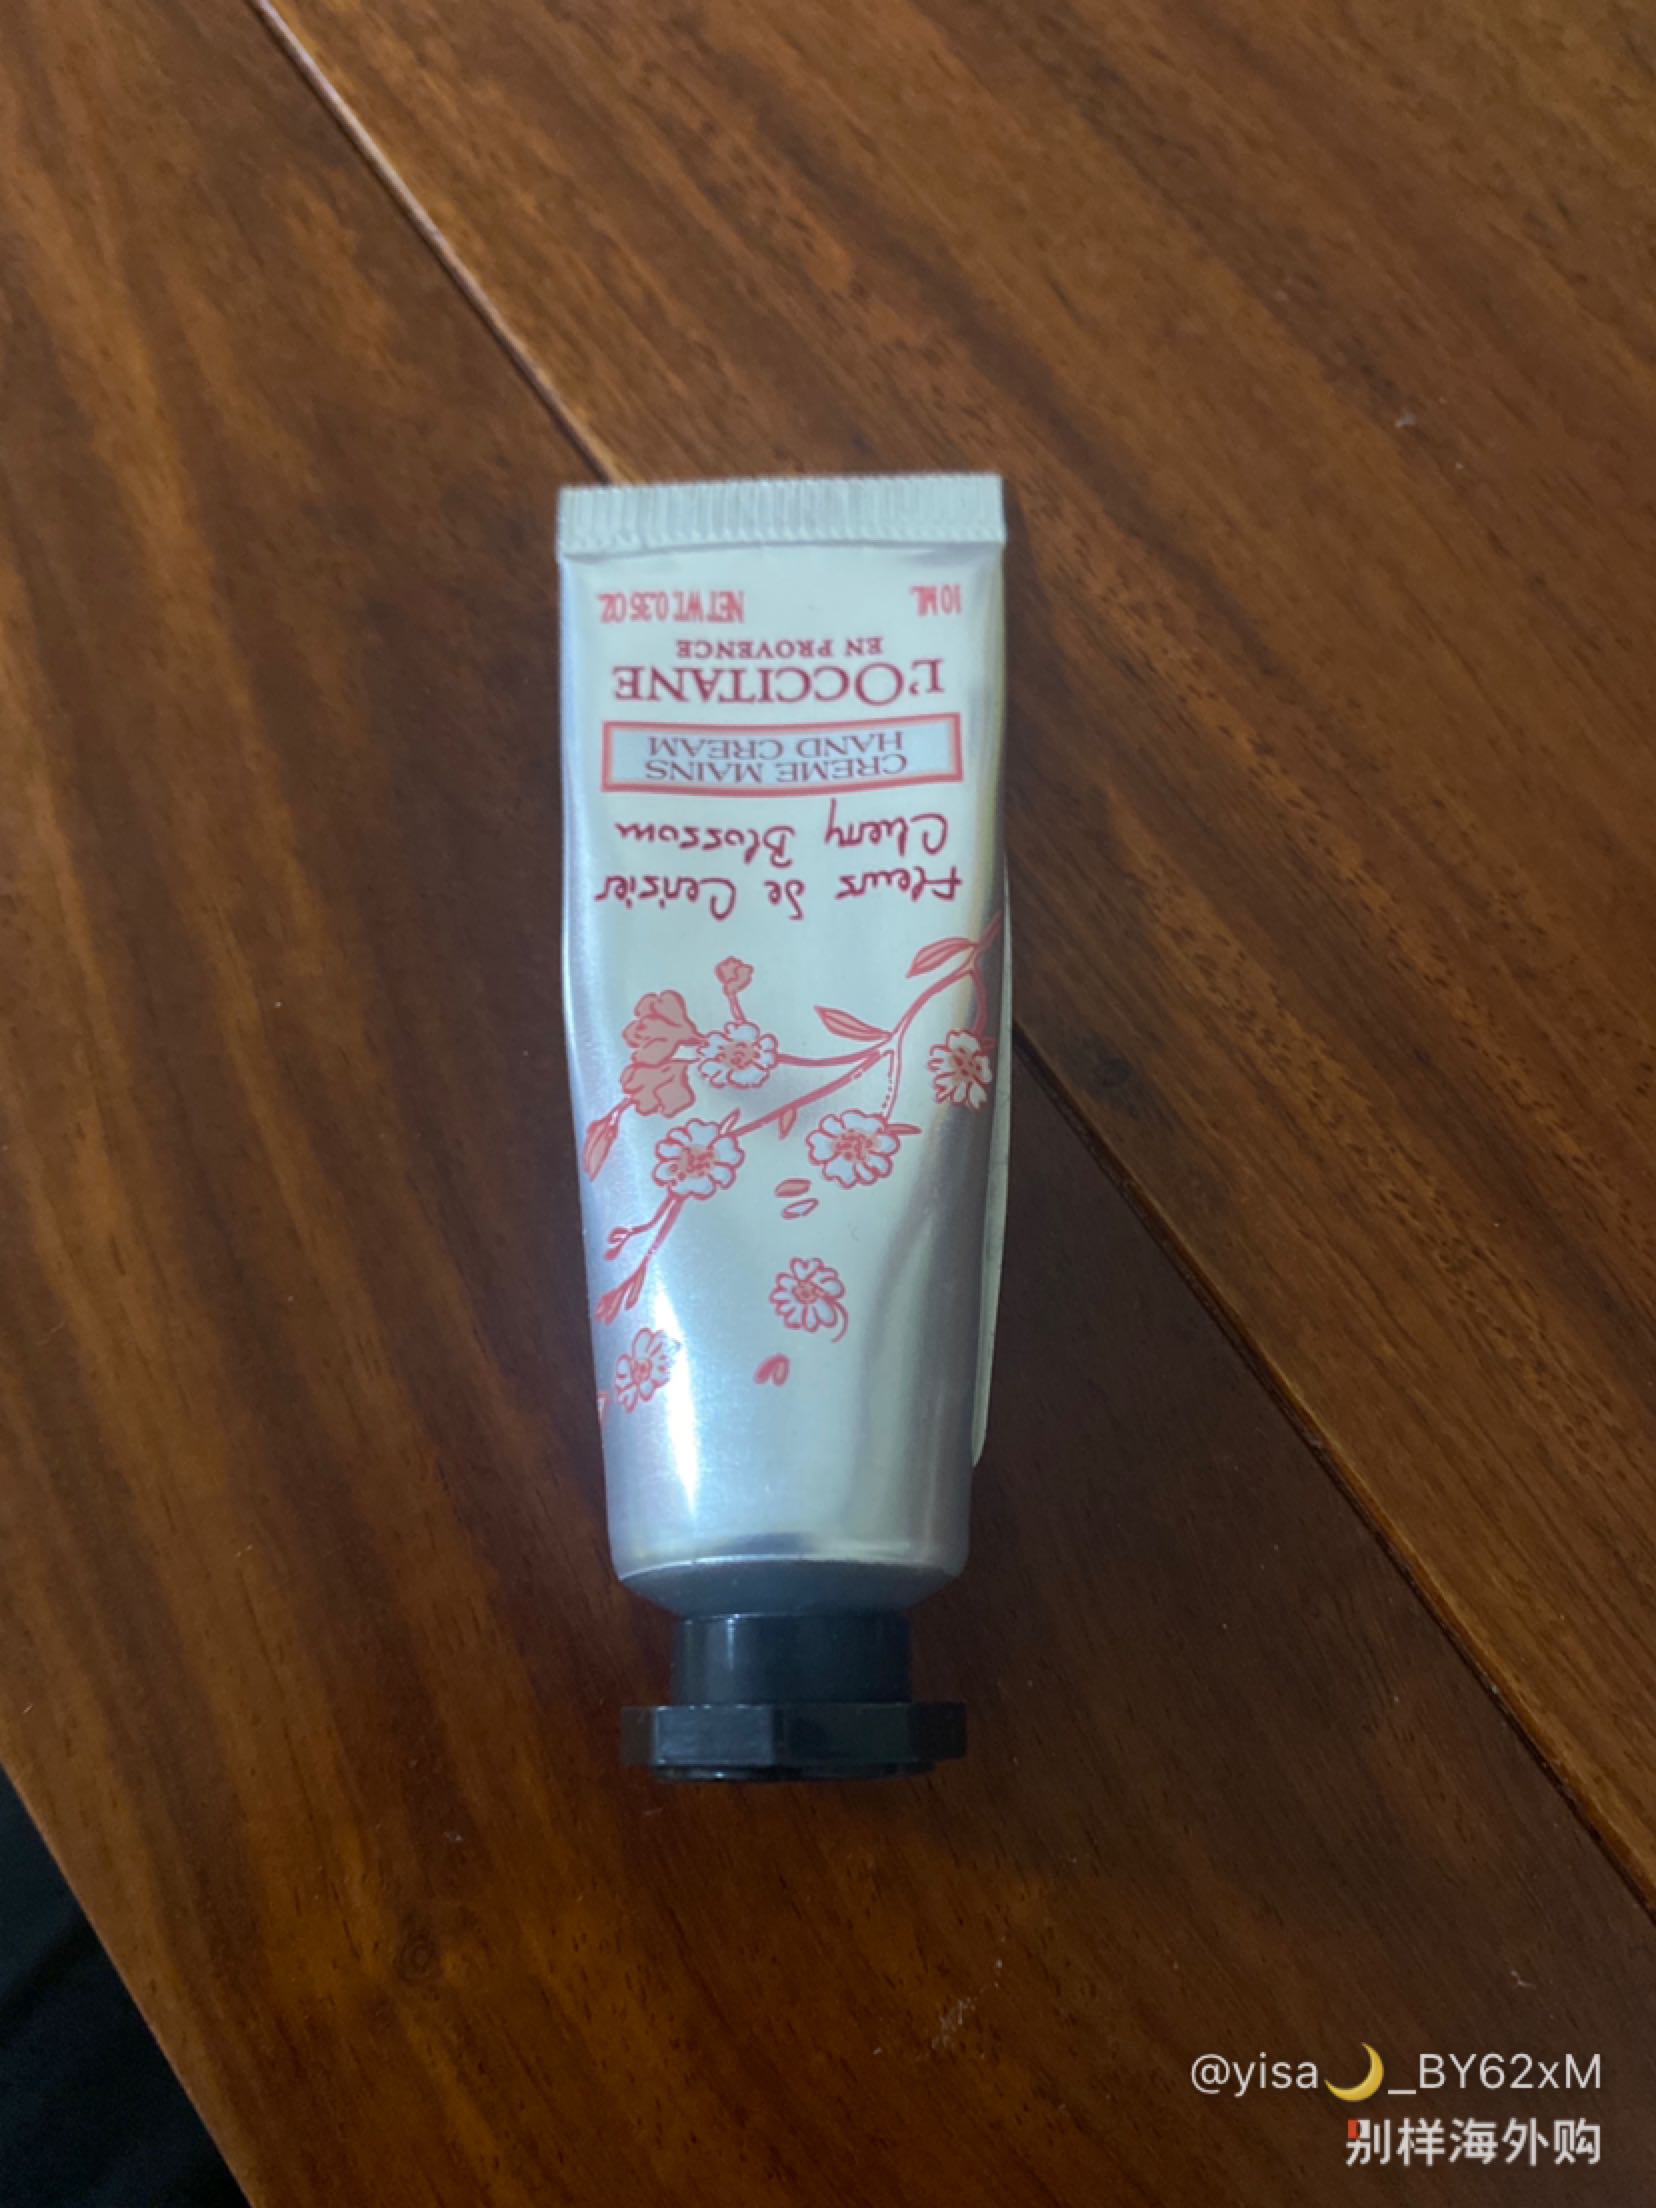 Fleurs de Cerisier
Cherry Blossom
CREME MAINS
HAND CREAM
L'OCCITANE
EN PROVENCE
10 ML NET WT. 0.35 OZ.
@yisa🌙_BY62xM
别样海外购